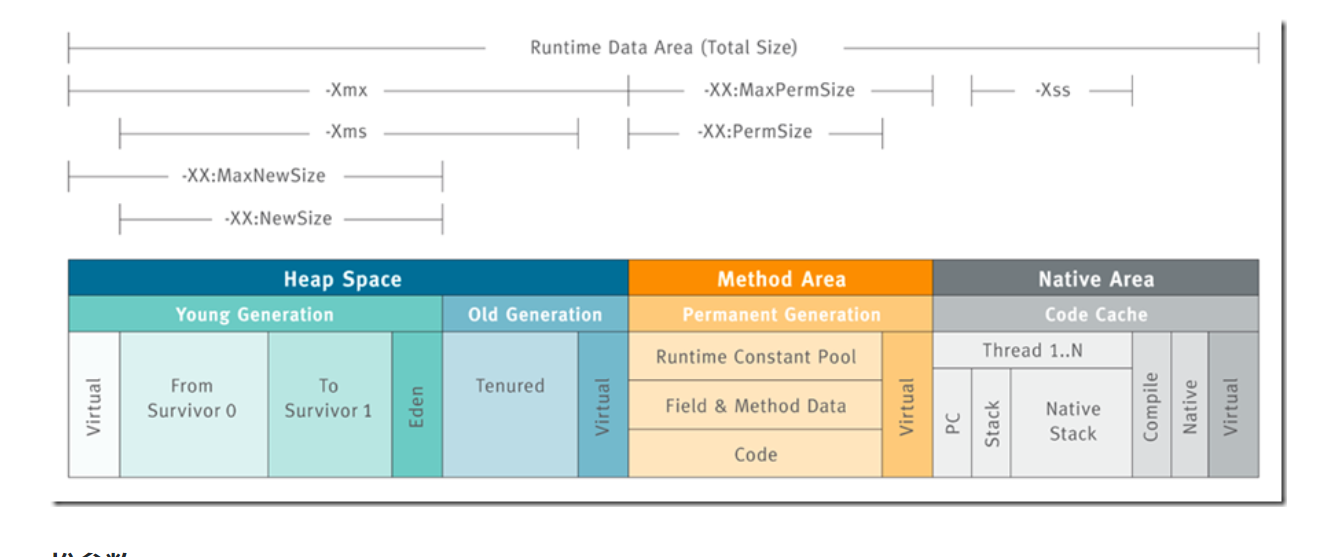 Runtime Data Area (Total Size)
-Xmx -XX:MaxPermSize -Xss
-Xms -XX:PermSize
-XX:MaxNewSize
-XX:NewSize
Heap Space Method Area Native Area
Young Generation Old Generation Permanent Generation Code Cache
Virtual
From
Survivor 0
To
Survivor 1
Eden
Tenured
Virtual
Runtime Constant Pool
Field & Method Data
Code
Virtual
Thread 1..N
PC
Stack
Native
Stack
Compile
Native
Virtual